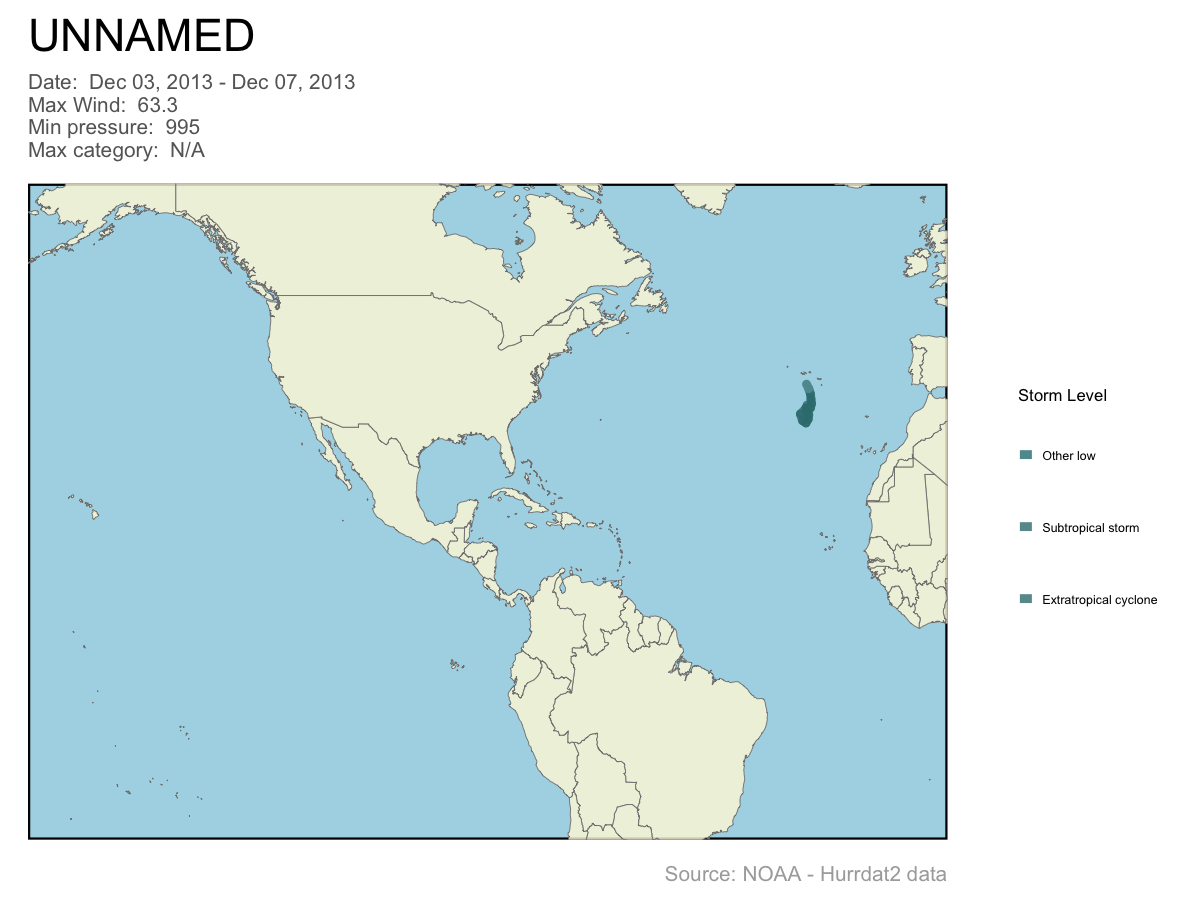 UNNAMED
Date:  Dec 03, 2013 - Dec 07, 2013
Max Wind:  63.3
Min pressure:  995
Max category:  N/A
Storm Level
Other low
Subtropical storm
Extratropical cyclone
Source: NOAA - Hurrdat2 data